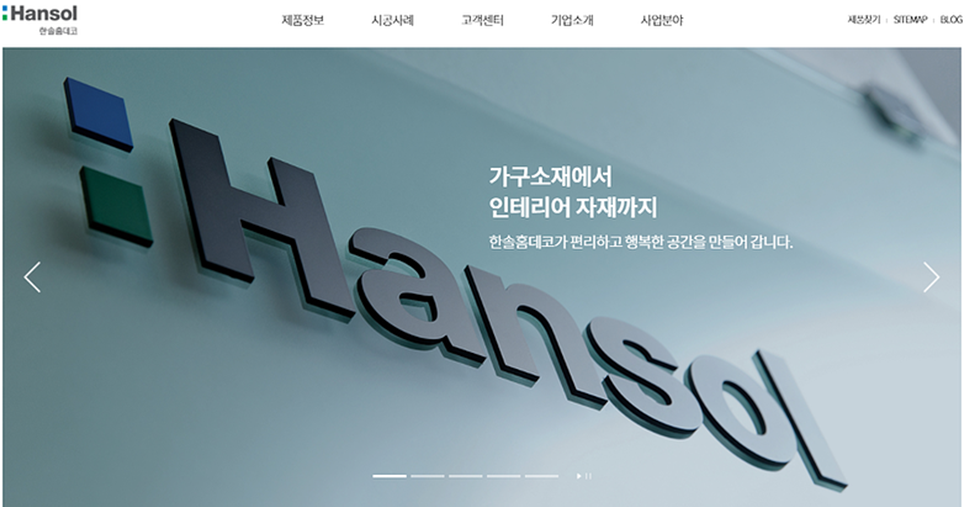 Hansol
한솔홈데코
제품정보 시공사례 고객센터 기업소개 사업분야
제품찾기 SITEMAP BLOG
Hansol
가구소재에서
인테리어 자재까지
한솔홈데코가 편리하고 행복한 공간을 만들어 갑니다.